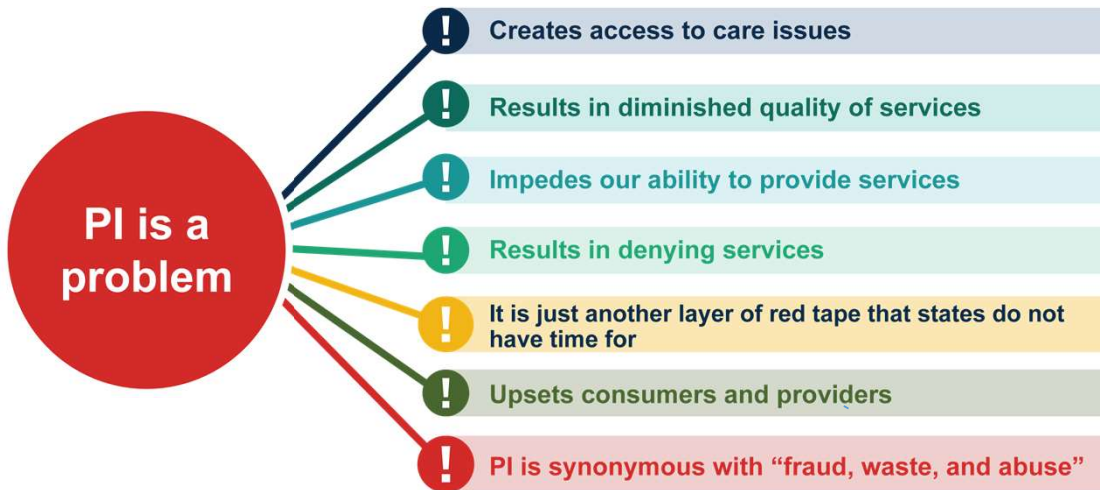 PI is a
problem
!
Creates access to care issues
!
Results in diminished quality of services
!
Impedes our ability to provide services
!
Results in denying services
!
It is just another layer of red tape that states do not
have time for
!
Upsets consumers and providers
!
PI is synonymous with “fraud, waste, and abuse”